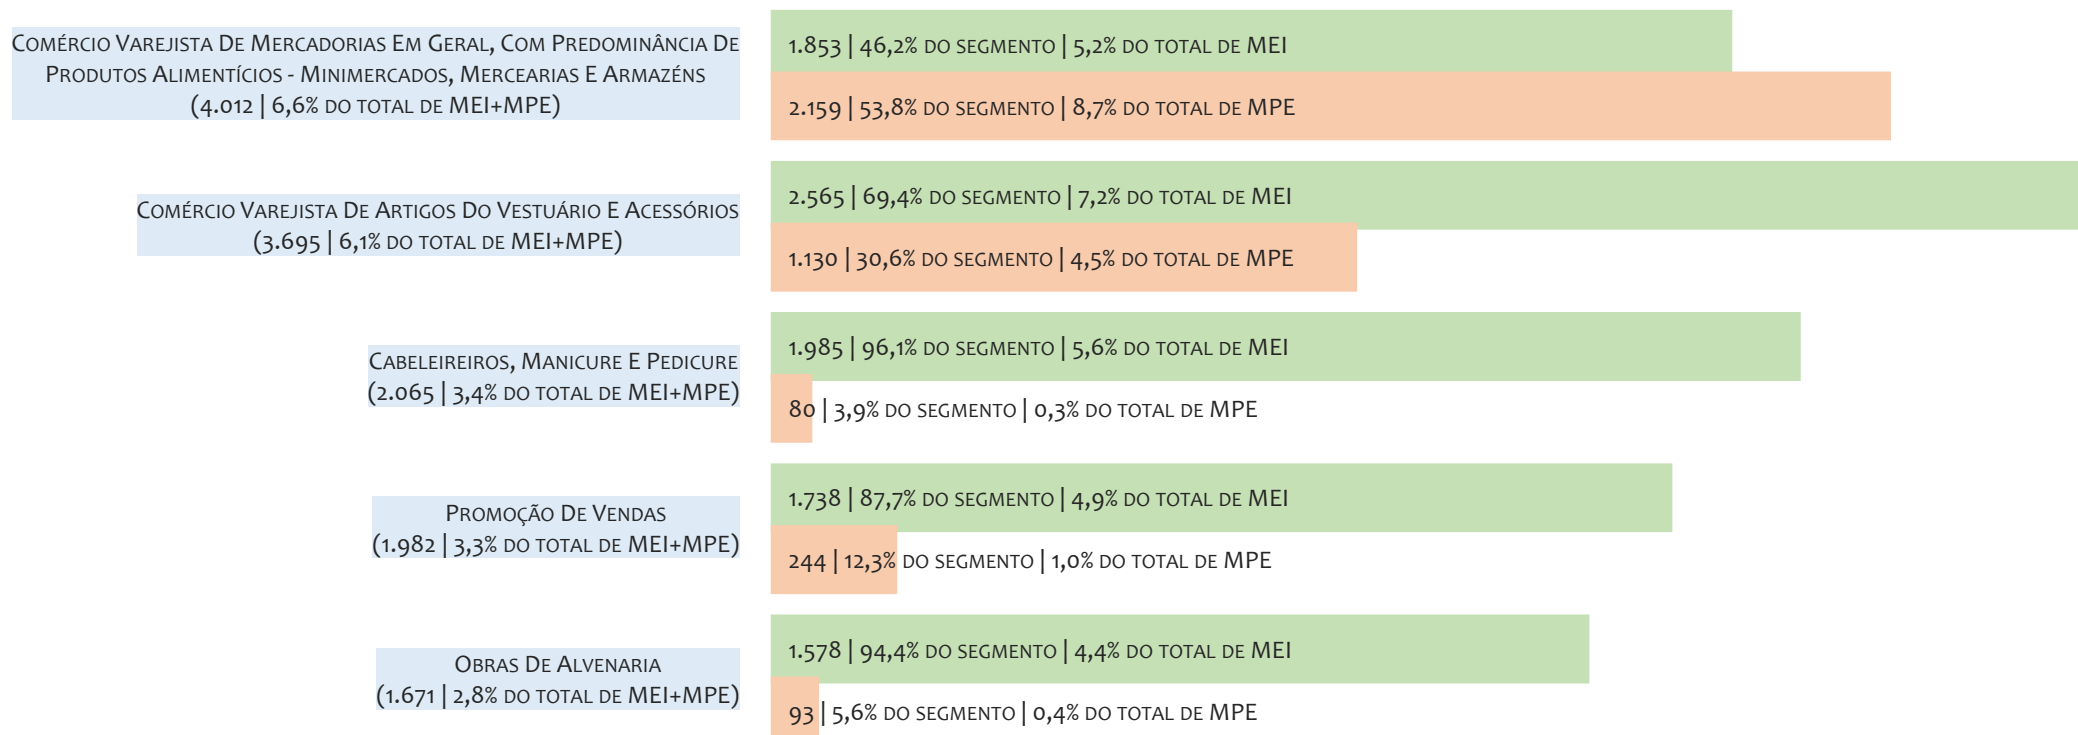 Comércio Varejista De Mercadorias Em Geral, Com Predominância De
Produtos Alimentícios - Minimercados, Mercearias E Armazéns
(4.012 | 6,6% do total de MEI+MPE)
1.853 | 46,2% do segmento | 5,2% do total de MEI
2.159 | 53,8% do segmento | 8,7% do total de MPE
Comércio Varejista De Artigos Do Vestuário E Acessórios
(3.695 | 6,1% do total de MEI+MPE)
2.565 | 69,4% do segmento | 7,2% do total de MEI
1.130 | 30,6% do segmento | 4,5% do total de MPE
Cabeleireiros, Manicure E Pedicure
(2.065 | 3,4% do total de MEI+MPE)
1.985 | 96,1% do segmento | 5,6% do total de MEI
80 | 3,9% do segmento | 0,3% do total de MPE
Promoção De Vendas
(1.982 | 3,3% do total de MEI+MPE)
1.738 | 87,7% do segmento | 4,9% do total de MEI
244 | 12,3% do segmento | 1,0% do total de MPE
Obras De Alvenaria
(1.671 | 2,8% do total de MEI+MPE)
1.578 | 94,4% do segmento | 4,4% do total de MEI
93 | 5,6% do segmento | 0,4% do total de MPE